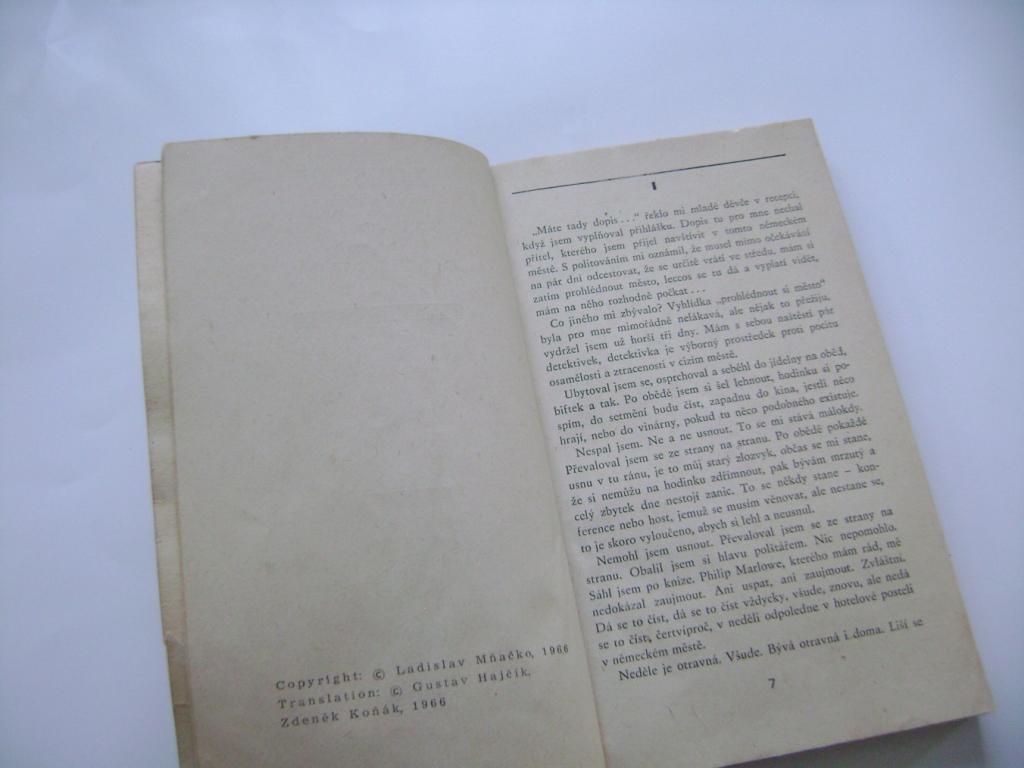 Copyright: © Ladislav Mňačko, 1966
Translation: © Gustav Hajčík,
Zdeněk Koňák, 1966
I
„Máte tady dopis...“ řeklo mi mladé děvče v recepci,
když jsem vyplňoval přihlášku. Dopis tu pro mne nechal
přítel, kterého jsem přijel navštívit v tomto německém
městě. S politováním mi oznámil, že musel mimo očekávání
na pár dní odcestovat, že se určitě vrátí ve středu, mám si
zatím prohlédnout město, leccos se tu dá a vyplatí vidět,
mám na něho rozhodně počkat...
Co jiného mi zbývalo? Vyhlídka „prohlédnout si město“
byla pro mne mimořádně nelákavá, ale nějak to přežiju,
vydržel jsem už horší tři dny. Mám s sebou naštěstí pár
detektivek, detektivka je výborný prostředek proti pocitu
osamělosti a ztracenosti v cizím městě.
Ubytoval jsem se, osprchoval a seběhl do jídelny na oběd,
biftek a tak. Po obědě jsem si šel lehnout, hodinku si po-
spím, do setmění budu číst, zapadnu do kina, jestli něco
hrají, nebo do vinárny, pokud tu něco podobného existuje.
Nespal jsem. Ne a ne usnout. To se mi stává málokdy.
Převaloval jsem se ze strany na stranu. Po obědě pokaždé
usnu v tu ránu, je to můj starý zlozvyk, občas se mi stane,
že si nemůžu na hodinku zdřímnout, pak bývám mrzutý a
celý zbytek dne nestojí zanic. To se někdy stane – kon-
ference nebo host, jemuž se musím věnovat, ale nestane se,
to je skoro vyloučeno, abych si lehl a neusnul.
Nemohl jsem usnout. Převaloval jsem se ze strany na
stranu. Obalil jsem si hlavu polštářem. Nic nepomohlo.
Sáhl jsem po knize. Philip Marlowe, kterého mám rád, mě
nedokázal zaujmout. Ani uspat, ani zaujmout. Zvláštní.
Dá se to číst, dá se to číst vždycky, všude, znovu, ale nedá
se to číst, čertvíproč, v neděli odpoledne v hotelové posteli
v německém městě.
Neděle je otravná. Všude. Bývá otravná i doma. Liší se
7